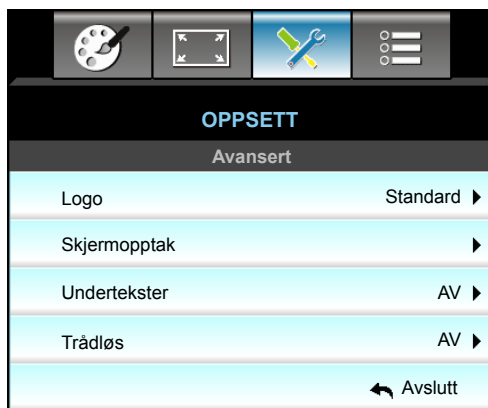 OPPSETT
Avansert
Logo Standard
Skjermopptak
Undertekster AV
Trådløs AV
Avslutt